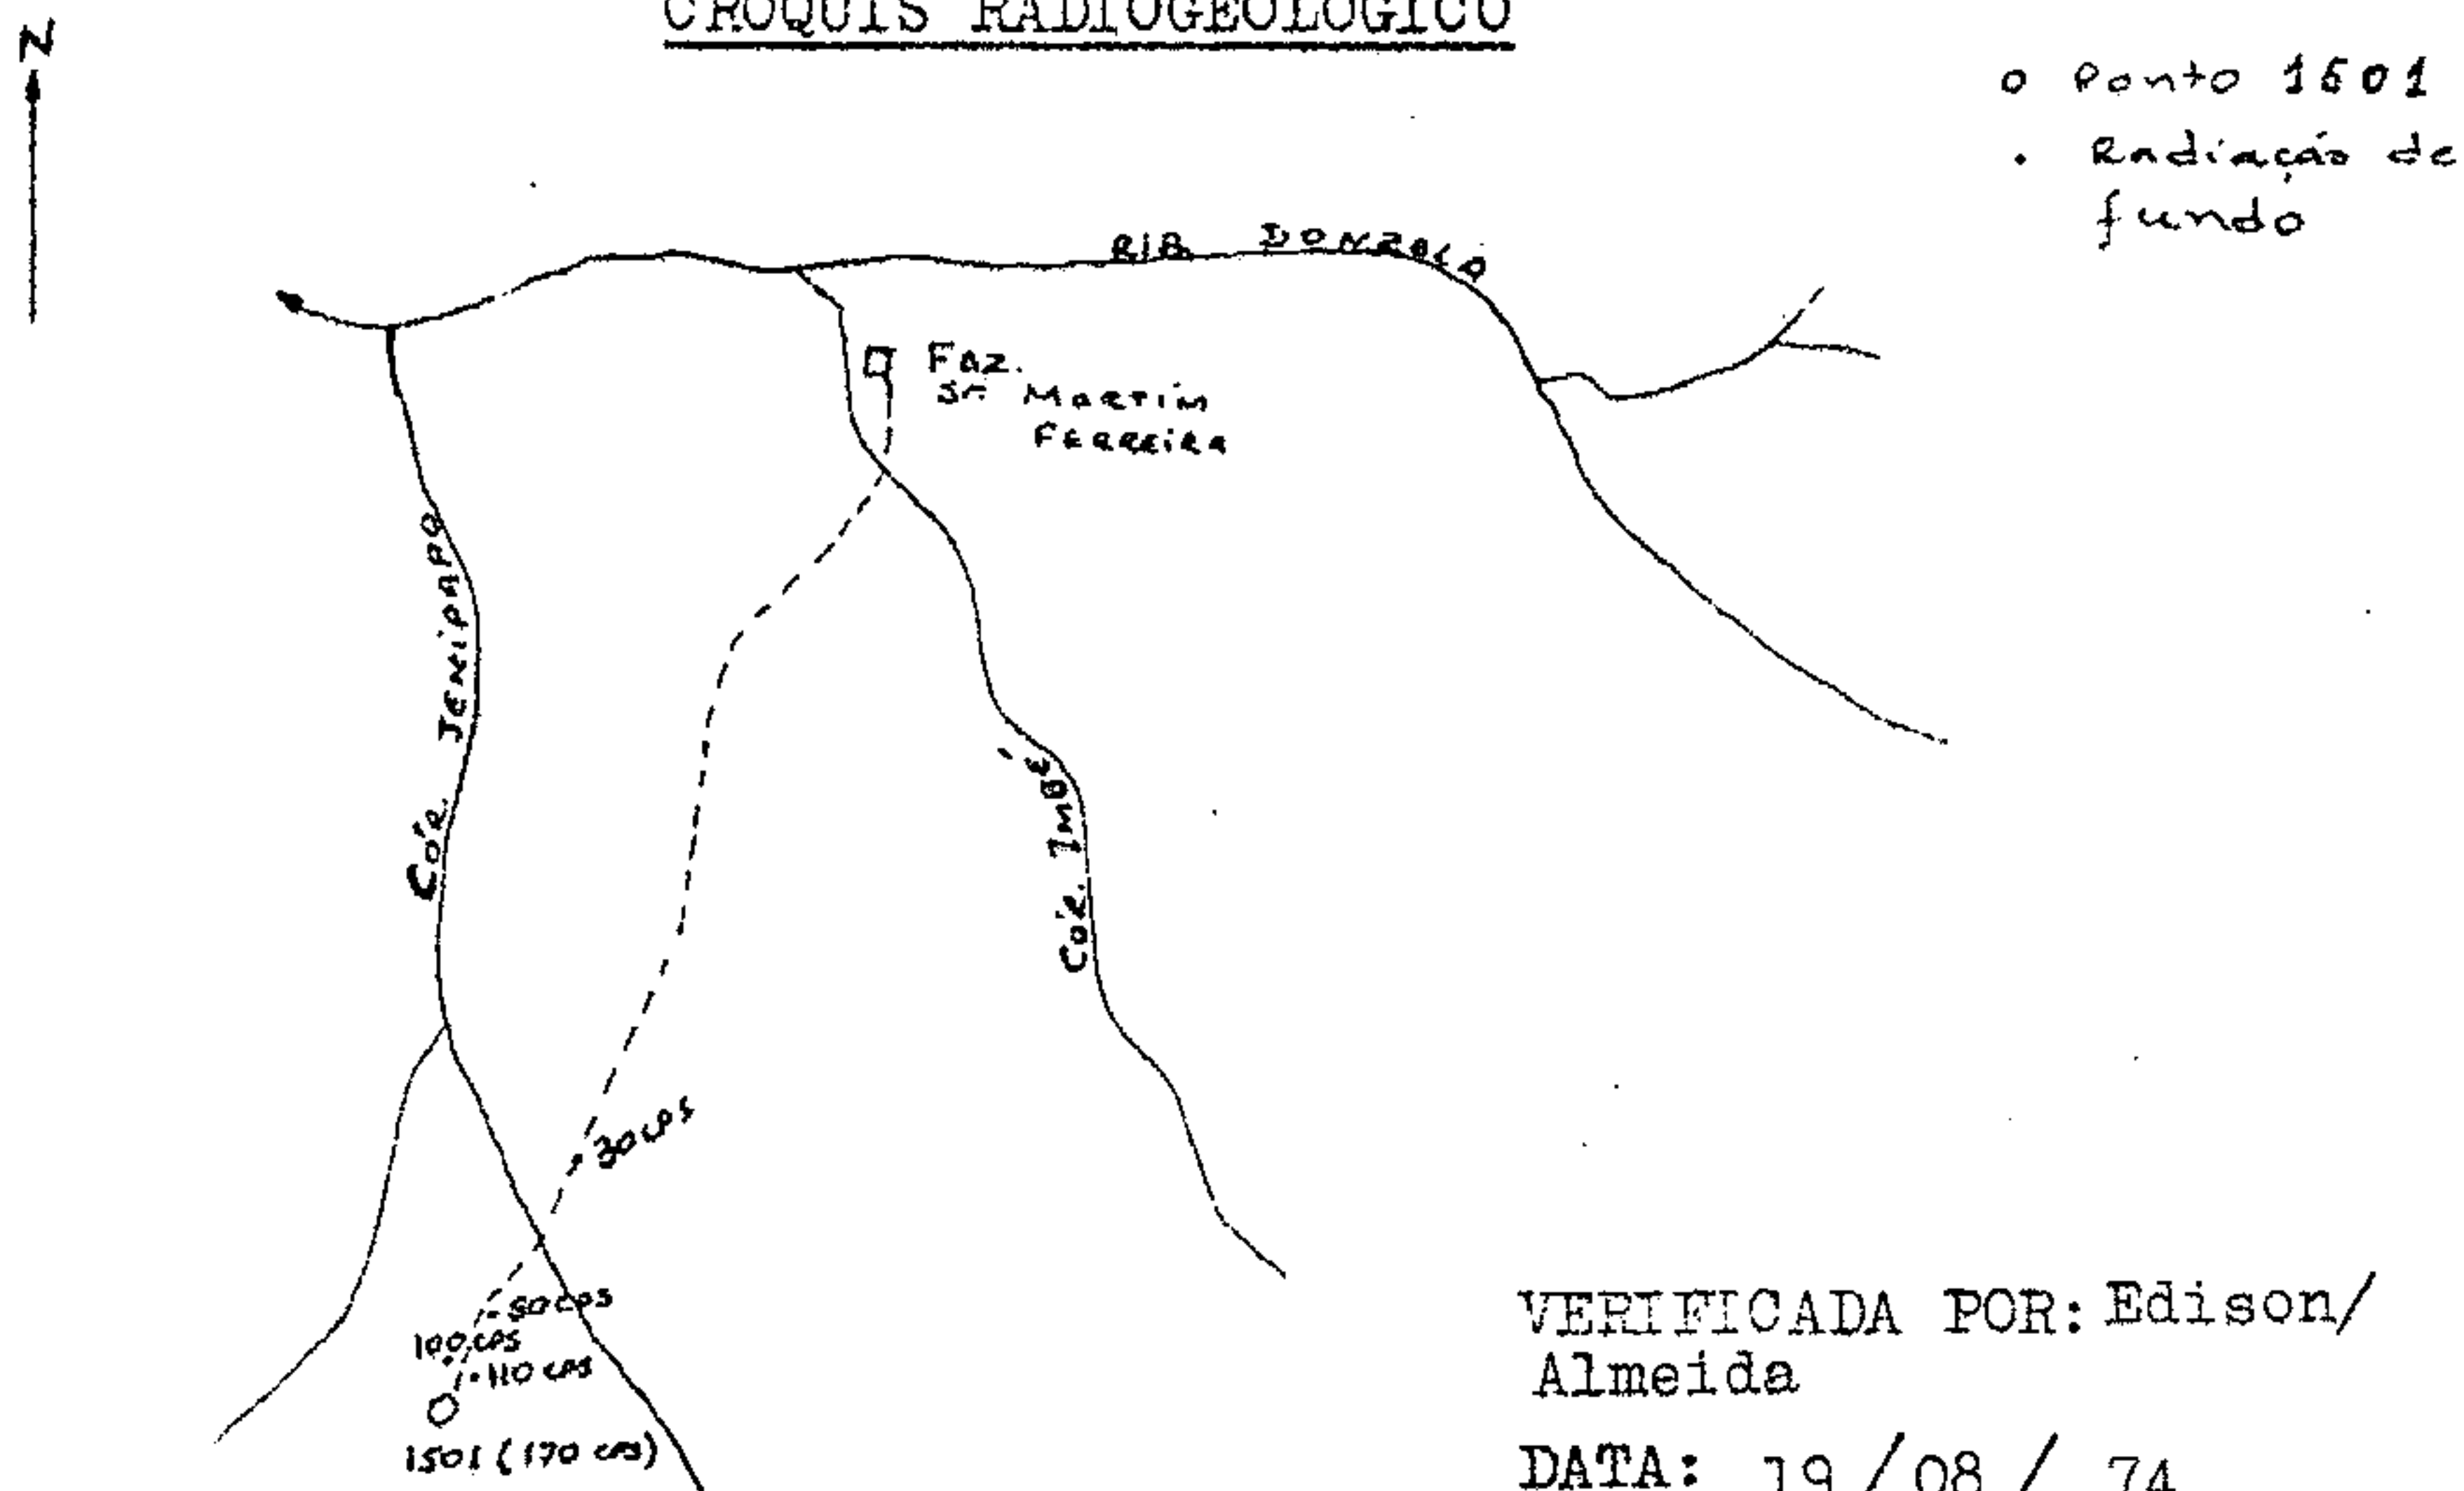 CROQUIS RADIOGEOLÓGICO
N
o Ponto 1501
. Radiação de
fundo
RIB. DONZELA
FAZ.
Sr. Martim
Ferreira
Cór. JENIPAPO
Cór. IMBÉ
30 cps
50 cps
100 cps
110 cps
1501 (170 cps)
VERIFICADA POR: Edison/
Almeida
DATA: 19/08/74